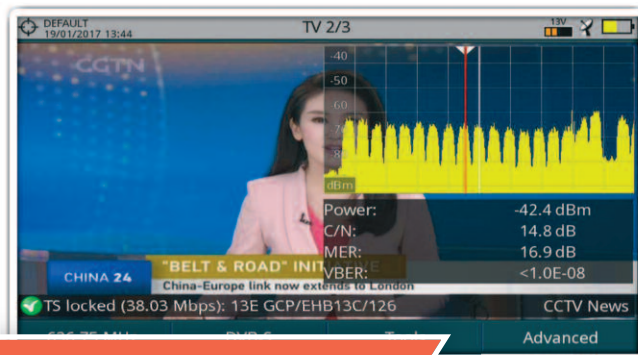 DEFAULT
19/01/2017 13:44
TV 2/3
13V
CGTN
-40
-50
60
dBm
Power: -42.4 dBm
C/N: 14.8 dB
MER: 16.9 dB
VBER: <1.0E-08
CHINA 24
"BELT & ROAD" INITIATIVE
China-Europe link now extends to London
TS locked (38.03 Mbps): 13E GCP/EHB13C/126
CCTV News
Advanced